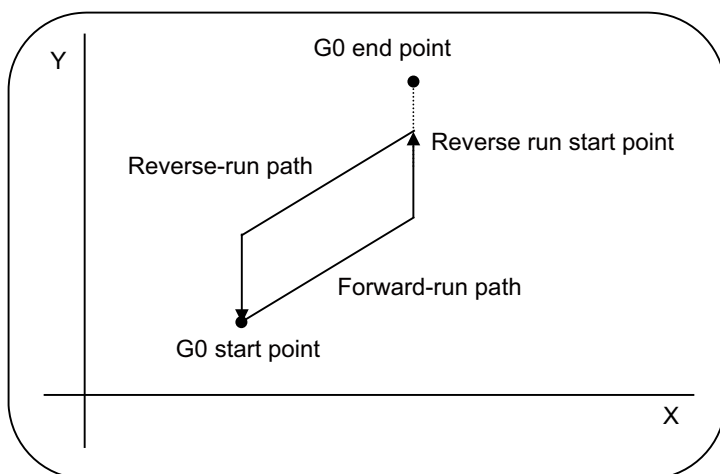 G0 end point
Y
Reverse run start point
Reverse-run path
Forward-run path
G0 start point
X